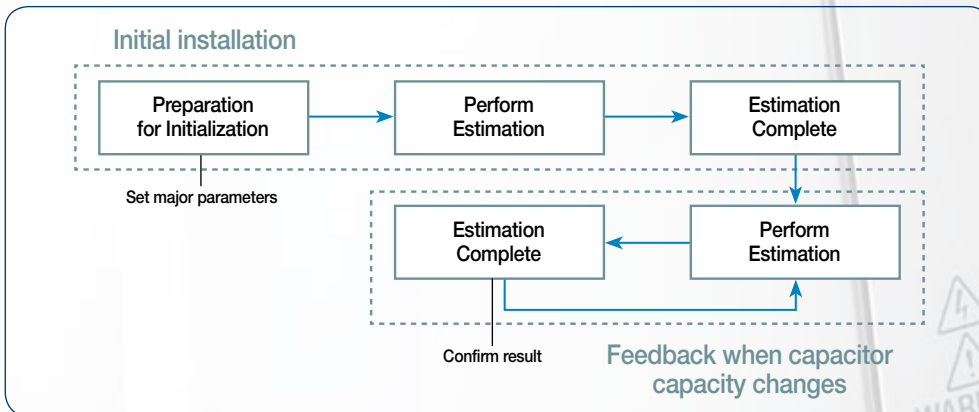 Initial installation
Preparation
for Initialization
Perform
Estimation
Estimation
Complete
Set major parameters
Estimation
Complete
Perform
Estimation
Confirm result
Feedback when capacitor
capacity changes